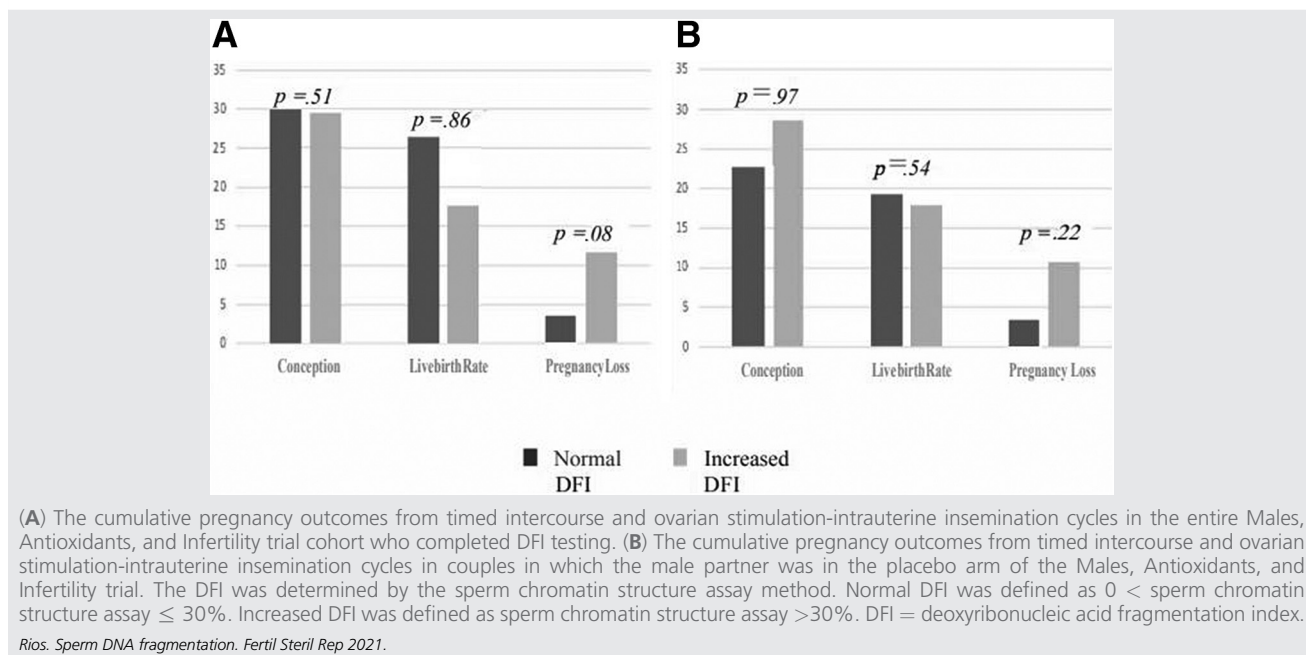 A
B
35
30
25
20
15
10
5
0
p =.51
p =.86
p =.08
Conception
LivebirthRate
PregnancyLoss
35
30
25
20
15
10
5
0
p =.97
p =.54
p =.22
Conception
LivebirthRate
Pregnancy Loss
Normal
DFI
Increased
DFI
(A) The cumulative pregnancy outcomes from timed intercourse and ovarian stimulation-intrauterine insemination cycles in the entire Males,
Antioxidants, and Infertility trial cohort who completed DFI testing. (B) The cumulative pregnancy outcomes from timed intercourse and ovarian
stimulation-intrauterine insemination cycles in couples in which the male partner was in the placebo arm of the Males, Antioxidants, and
Infertility trial. The DFI was determined by the sperm chromatin structure assay method. Normal DFI was defined as 0 < sperm chromatin
structure assay ≤ 30%. Increased DFI was defined as sperm chromatin structure assay >30%. DFI = deoxyribonucleic acid fragmentation index.
Rios. Sperm DNA fragmentation. Fertil Steril Rep 2021.